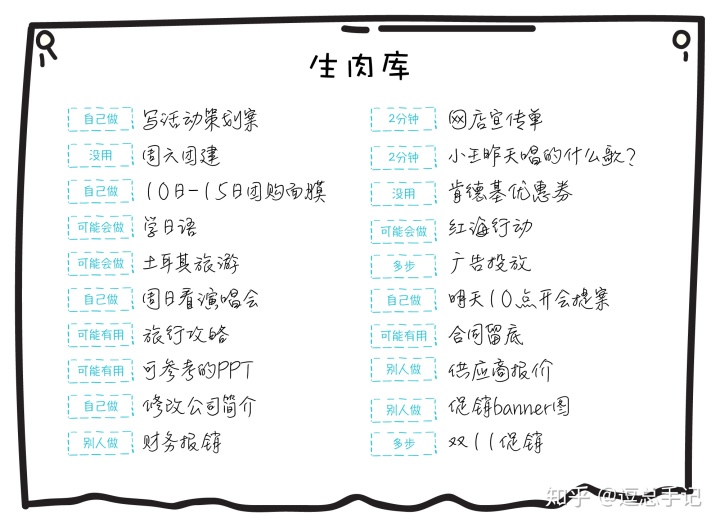 生肉库
自己做 写活动策划案
没用 周六团建
自己做 10日-15日团购面膜
可能会做 学日语
可能会做 土耳其旅游
自己做 周日看演唱会
可能有用 旅行攻略
可能有用 可参考的PPT
自己做 修改公司简介
别人做 财务报销
2分钟 网店宣传单
2分钟 小王昨天唱的什么歌?
没用 肯德基优惠券
可能会做 红海行动
多步 广告投放
自己做 明天10点开会提案
可能有用 合同留底
别人做 供应商报价
别人做 促销banner图
多步 双11促销
知乎 @逗总手记